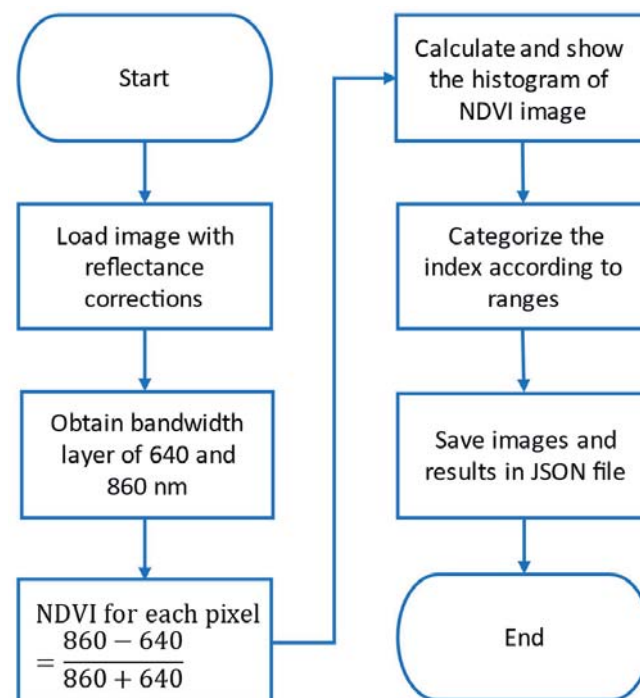 Start
Load image with
reflectance
corrections
Obtain bandwidth
layer of 640 and
860 nm
NDVI for each pixel
= 860 − 640
860 + 640
Calculate and show
the histogram of
NDVI image
Categorize the
index according to
ranges
Save images and
results in JSON file
End